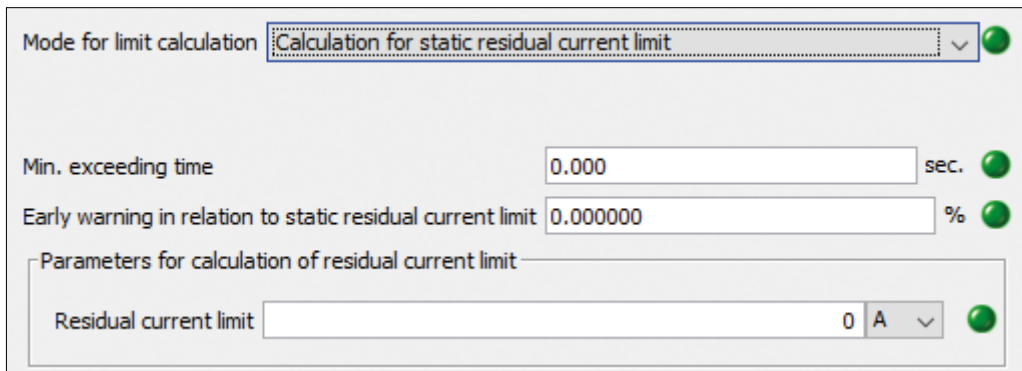 Mode for limit calculation Calculation for static residual current limit
Min. exceeding time 0.000 sec.
Early warning in relation to static residual current limit 0.000000 %
Parameters for calculation of residual current limit
Residual current limit 0 A